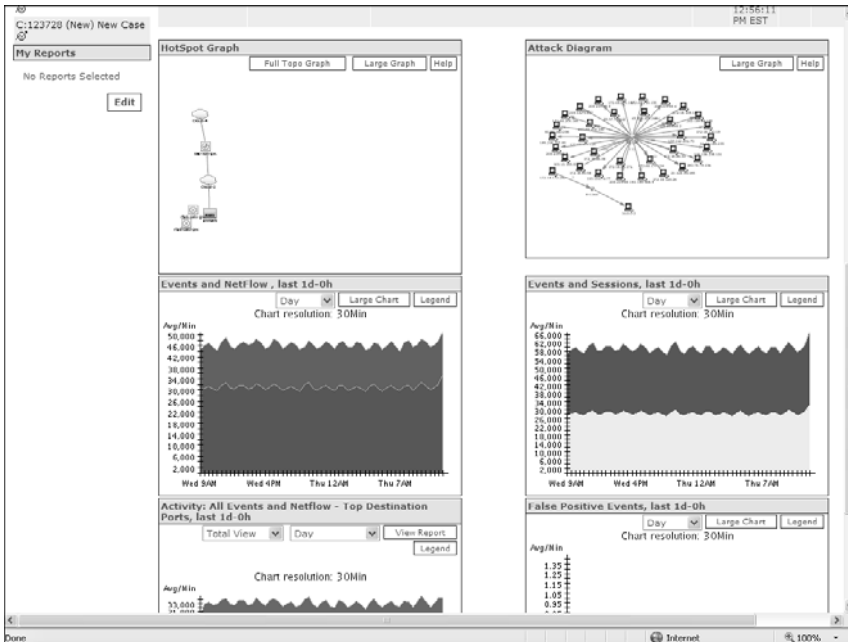 12:56:11
PM EST
C:123728 (New) New Case
My Reports
No Reports Selected
Edit
HotSpot Graph
Full Topo Graph
Large Graph
Help
Attack Diagram
Large Graph
Help
Events and NetFlow , last 1d-0h
Day
Large Chart
Legend
Chart resolution: 30Min
Avg/Min
50,000
46,000
42,000
38,000
34,000
30,000
26,000
22,000
18,000
14,000
10,000
6,000
2,000
Wed 9AM Wed 4PM Thu 12AM Thu 7AM
Events and Sessions, last 1d-0h
Day
Large Chart
Legend
Chart resolution: 30Min
Avg/Min
66,000
62,000
58,000
54,000
50,000
46,000
42,000
38,000
34,000
30,000
26,000
22,000
18,000
14,000
10,000
6,000
2,000
Wed 9AM Wed 4PM Thu 12AM Thu 7AM
Activity: All Events and Netflow - Top Destination
Ports, last 1d-0h
Total View
Day
View Report
Legend
Chart resolution: 30Min
Avg/Min
33,000
False Positive Events, last 1d-0h
Day
Large Chart
Legend
Chart resolution: 30Min
Avg/Min
1.35
1.25
1.15
1.05
0.95
Done
Internet
100%